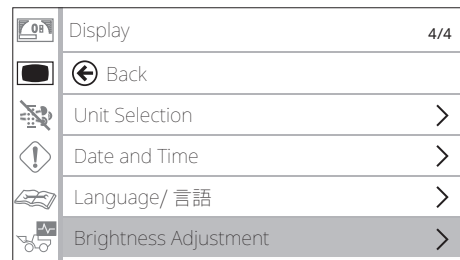 Display
4/4
Back
Unit Selection
Date and Time
Language/ 言語
Brightness Adjustment